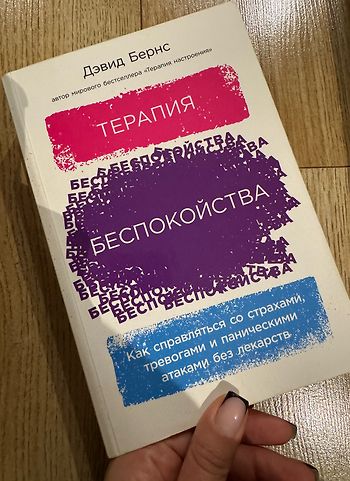 Дэвид Бернс
автор мирового бестселлера «Терапия настроения»
ТЕРАПИЯ
БЕСПОКОЙСТВА
Как справляться со страхами,
тревогами и паническими
атаками без лекарств